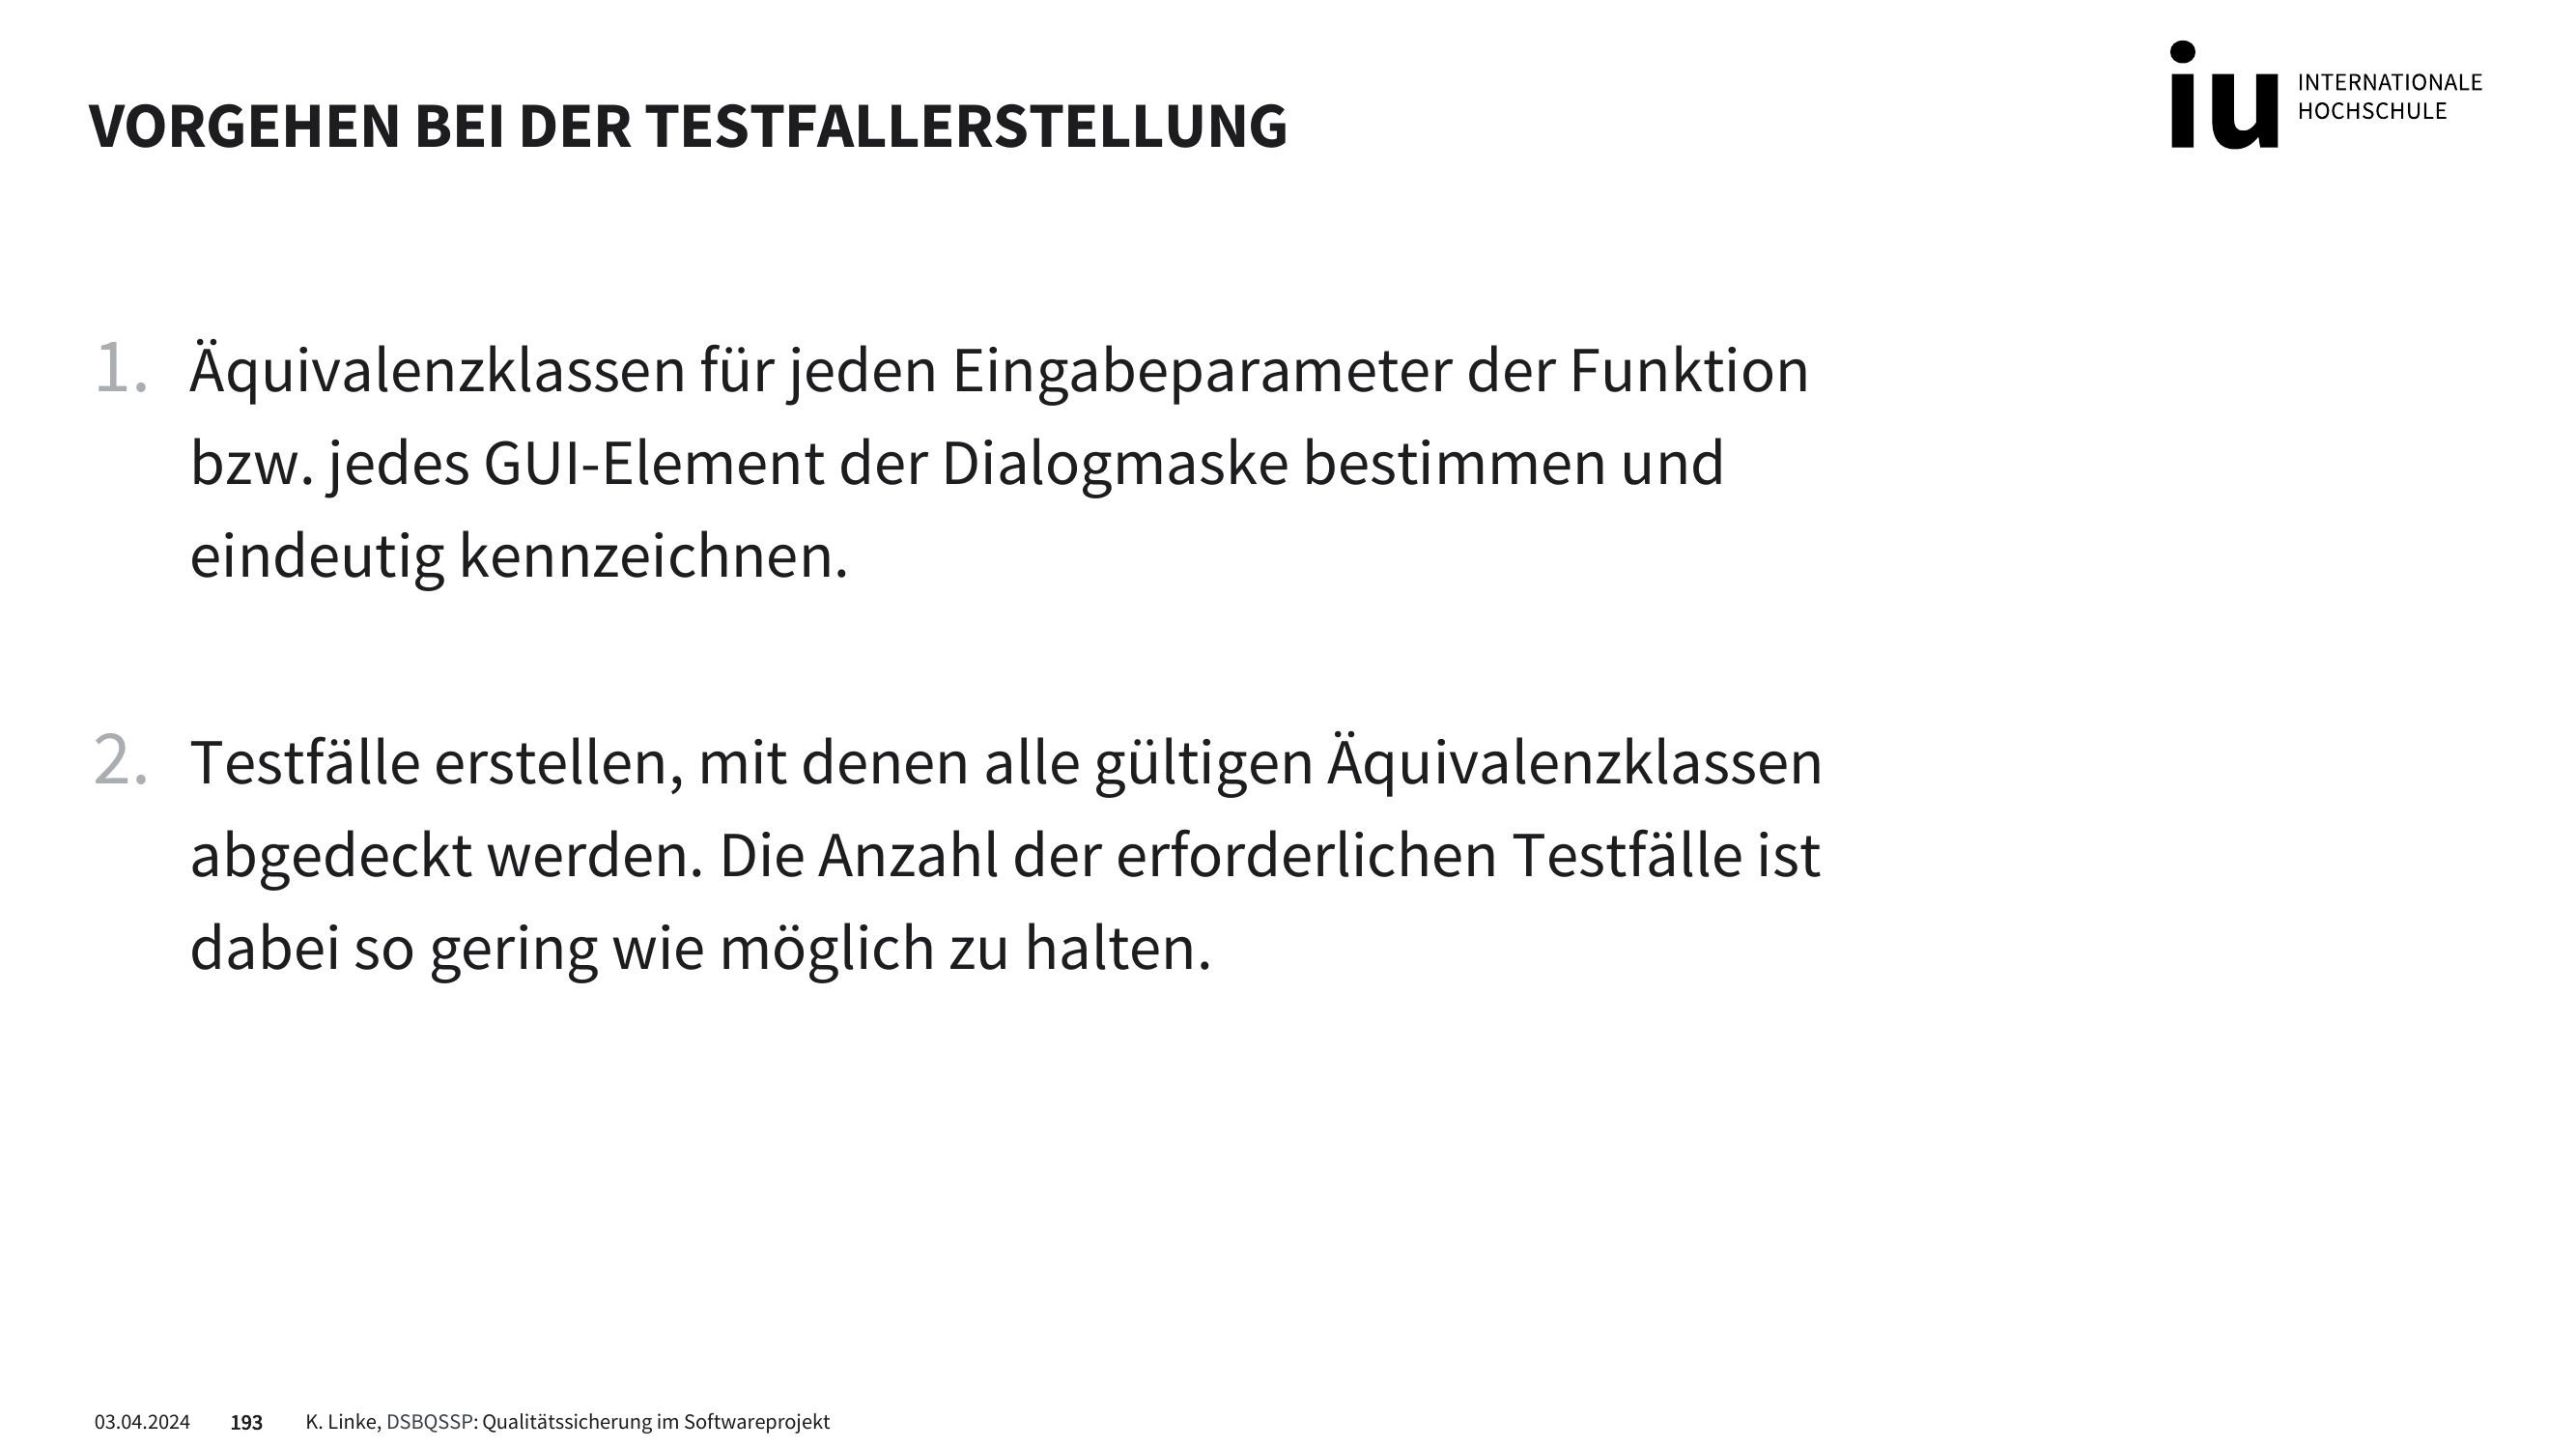 VORGEHEN BEI DER TESTFALLERSTELLUNG
iu INTERNATIONALE
HOCHSCHULE
1. Äquivalenzklassen für jeden Eingabeparameter der Funktion
bzw. jedes GUI-Element der Dialogmaske bestimmen und
eindeutig kennzeichnen.
2. Testfälle erstellen, mit denen alle gültigen Äquivalenzklassen
abgedeckt werden. Die Anzahl der erforderlichen Testfälle ist
dabei so gering wie möglich zu halten.
03.04.2024 193 K. Linke, DSBQSSP: Qualitätssicherung im Softwareprojekt